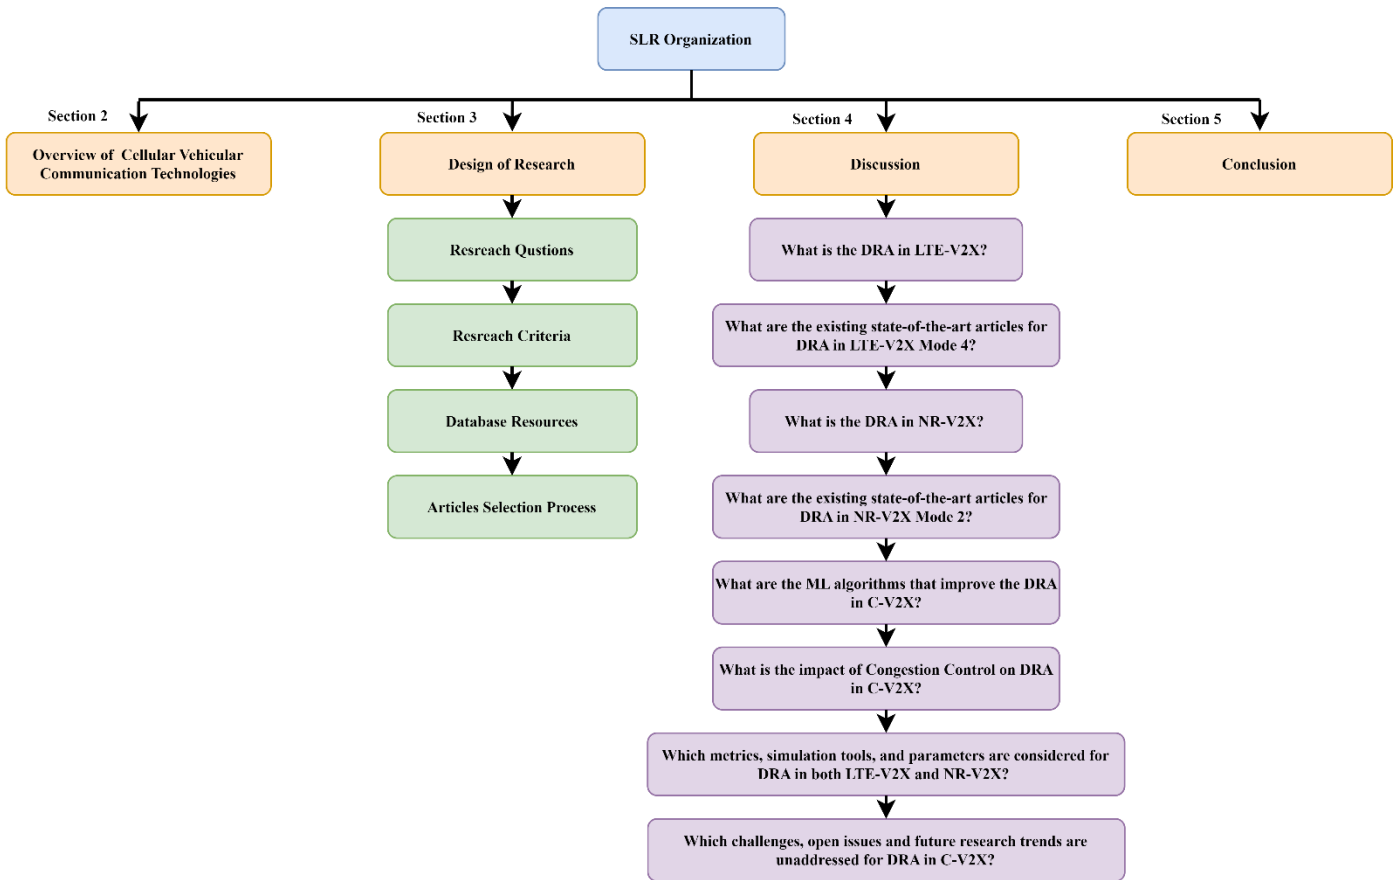 SLR Organization
Section 2
Section 3
Section 4
Section 5
Overview of Cellular Vehicular
Communication Technologies
Design of Research
Discussion
Conclusion
Resreach Qustions
Resreach Criteria
Database Resources
Articles Selection Process
What is the DRA in LTE-V2X?
What are the existing state-of-the-art articles for
DRA in LTE-V2X Mode 4?
What is the DRA in NR-V2X?
What are the existing state-of-the-art articles for
DRA in NR-V2X Mode 2?
What are the ML algorithms that improve the DRA
in C-V2X?
What is the impact of Congestion Control on DRA
in C-V2X?
Which metrics, simulation tools, and parameters are considered for
DRA in both LTE-V2X and NR-V2X?
Which challenges, open issues and future research trends are
unaddressed for DRA in C-V2X?